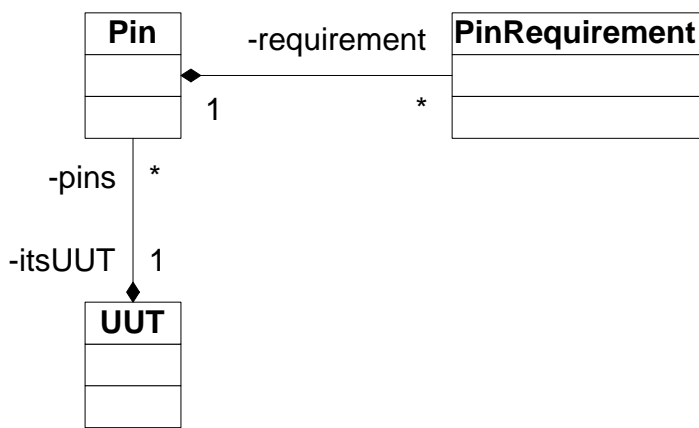 Pin
-requirement
PinRequirement
1
*
-pins *
-itsUUT 1
UUT